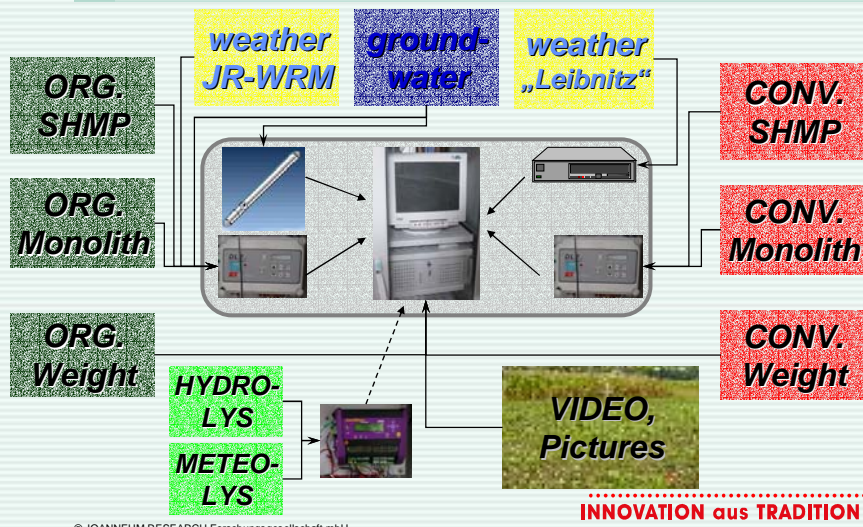 weather
JR-WRM
ground-
water
weather
„Leibnitz“
ORG.
SHMP
CONV.
SHMP
ORG.
Monolith
CONV.
Monolith
ORG.
Weight
CONV.
Weight
HYDRO-
LYS
METEO-
LYS
VIDEO,
Pictures
INNOVATION aus TRADITION